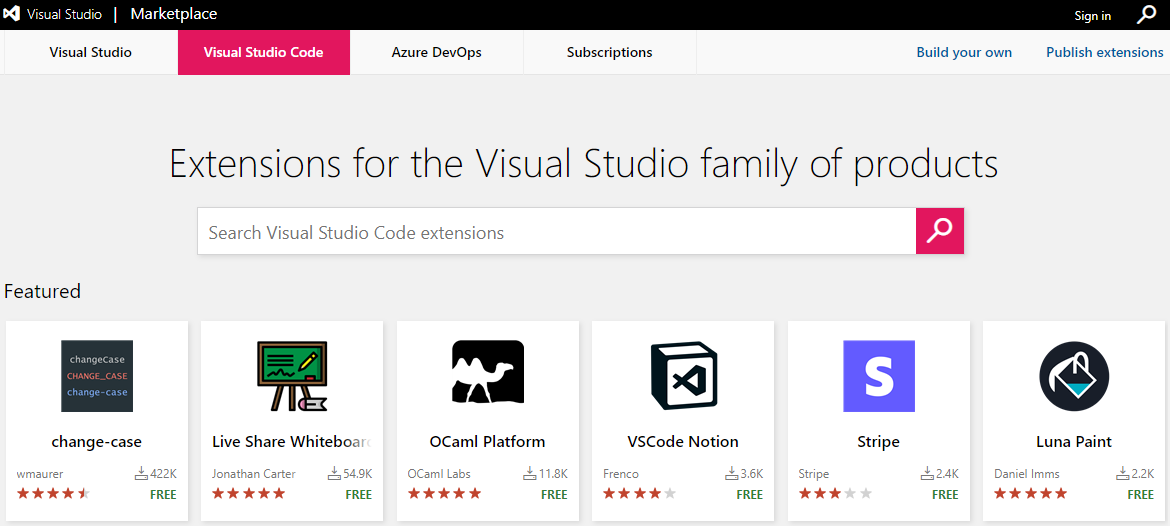 Visual Studio | Marketplace
Sign in
Visual Studio
Visual Studio Code
Azure DevOps
Subscriptions
Build your own
Publish extensions
Extensions for the Visual Studio family of products
Search Visual Studio Code extensions
Featured
changeCase
CHANGE_CASE
change-case
S
change-case
Live Share Whiteboar
OCaml Platform
VSCode Notion
Stripe
Luna Paint
wmaurer 422K
Jonathan Carter 54.9K
OCaml Labs 11.8K
Frenco 3.6K
Stripe 2.4K
Daniel Imms 2.2K
FREE
FREE
FREE
FREE
FREE
FREE